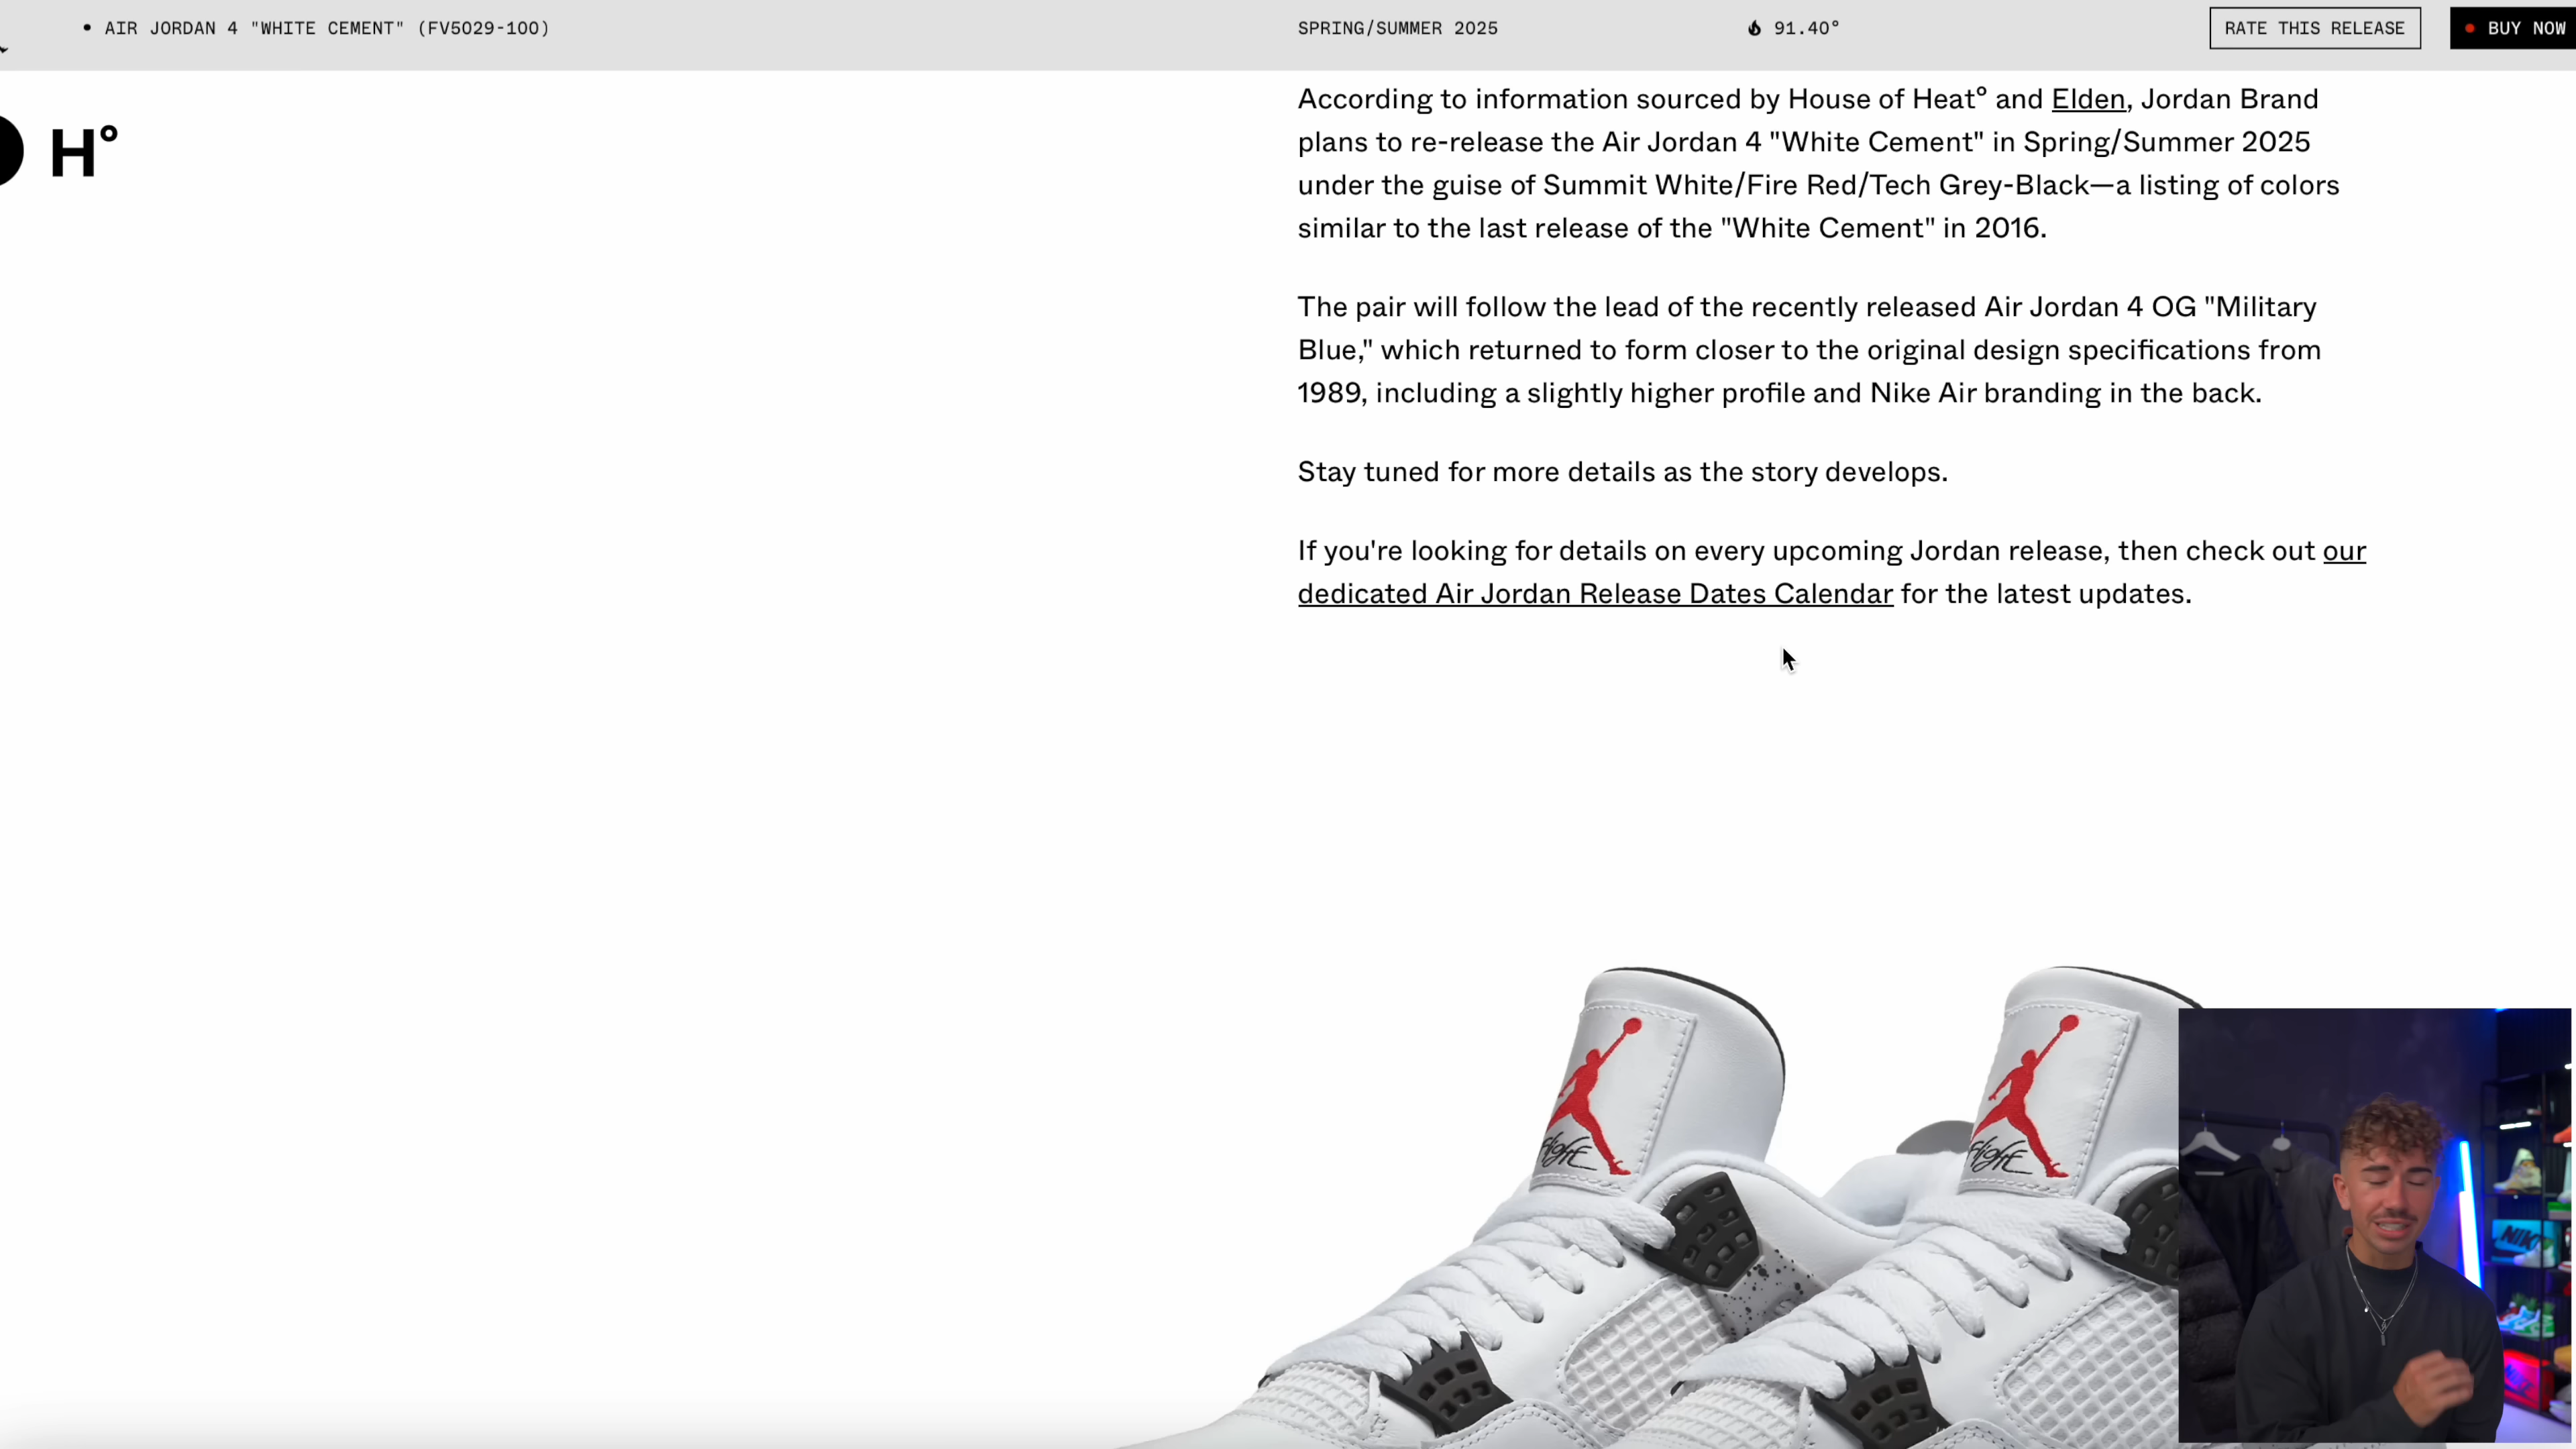 • AIR JORDAN 4 "WHITE CEMENT" (FV5029-100)
SPRING/SUMMER 2025
91.40°
RATE THIS RELEASE
BUY NOW
H°
According to information sourced by House of Heat° and Elden, Jordan Brand
plans to re-release the Air Jordan 4 "White Cement" in Spring/Summer 2025
under the guise of Summit White/Fire Red/Tech Grey-Black—a listing of colors
similar to the last release of the "White Cement" in 2016.
The pair will follow the lead of the recently released Air Jordan 4 OG "Military
Blue," which returned to form closer to the original design specifications from
1989, including a slightly higher profile and Nike Air branding in the back.
Stay tuned for more details as the story develops.
If you're looking for details on every upcoming Jordan release, then check out our
dedicated Air Jordan Release Dates Calendar for the latest updates.
Flight
Flight
NIKE